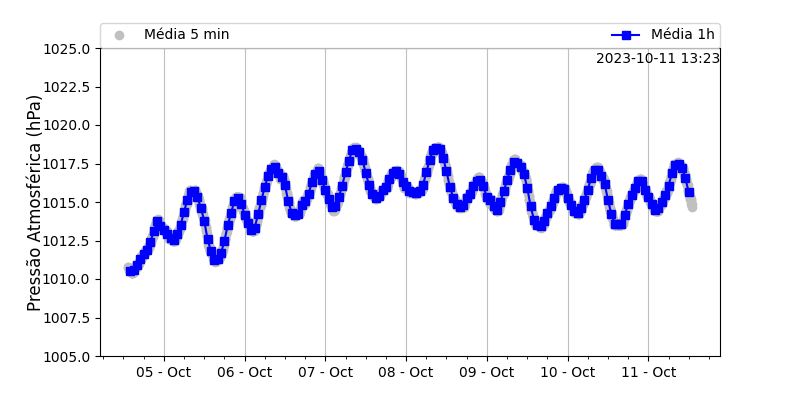 Média 5 min
Média 1h
2023-10-11 13:23
Pressão Atmosférica (hPa)
1025.0
1022.5
1020.0
1017.5
1015.0
1012.5
1010.0
1007.5
1005.0
05 - Oct
06 - Oct
07 - Oct
08 - Oct
09 - Oct
10 - Oct
11 - Oct